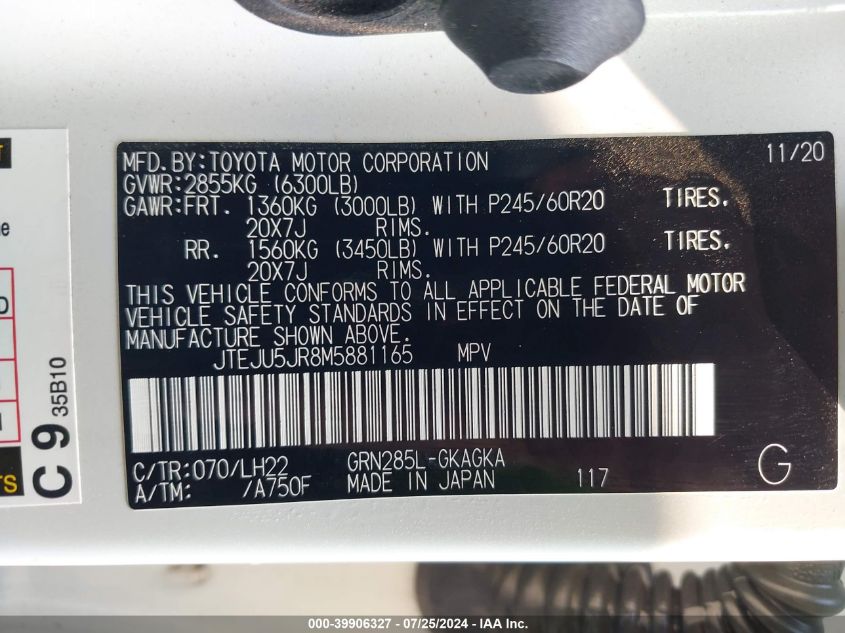 MFD.BY:TOYOTA MOTOR CORPORATION 11/20
GVWR:2855KG (6300LB)
GAWR:FRT. 1360KG (3000LB) WITH P245/60R20 TIRES.
20X7J RIMS.
RR. 1560KG (3450LB) WITH P245/60R20 TIRES.
20X7J RIMS.
THIS VEHICLE CONFORMS TO ALL APPLICABLE FEDERAL MOTOR
VEHICLE SAFETY STANDARDS IN EFFECT ON THE DATE OF
MANUFACTURE SHOWN ABOVE.
JTEJU5JR8M5881165 MPV
C/TR:070/LH22 GRN285L-GKAGKA
A/TM: /A750F MADE IN JAPAN 117 G
C9 35B10
000-39906327 - 07/25/2024 - IAA Inc.